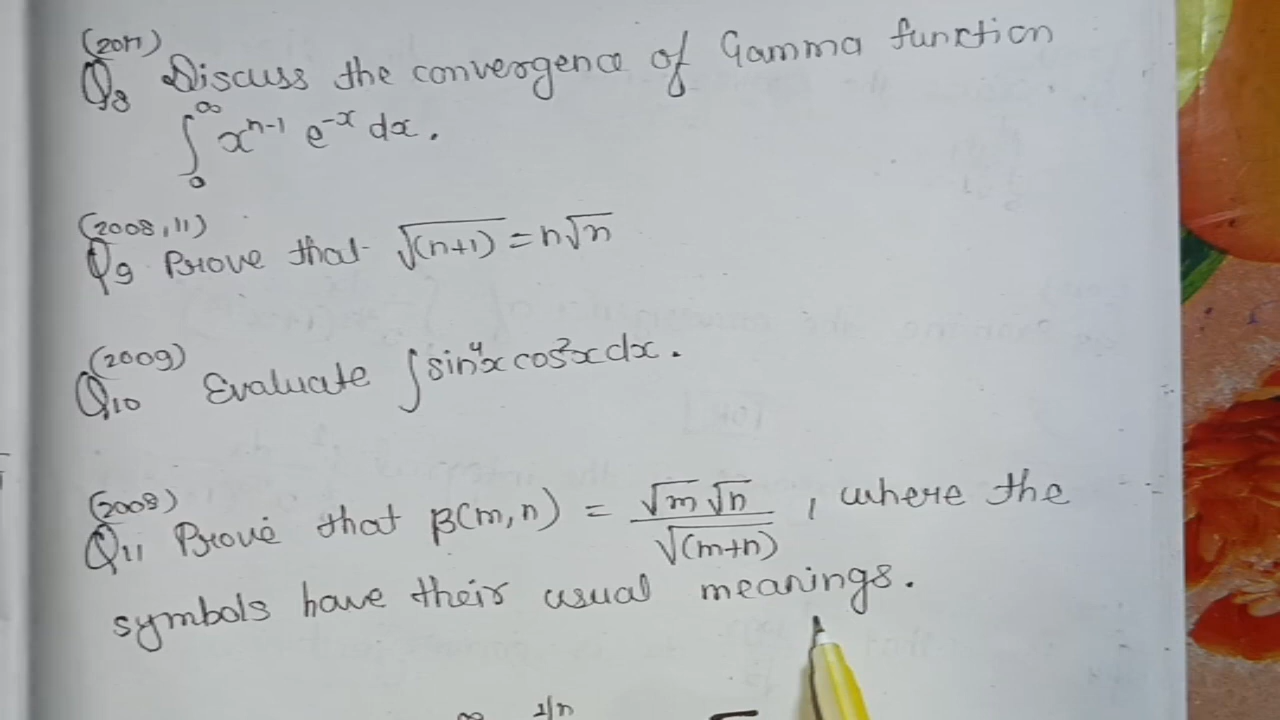 (2011)
Q8 Discuss the convergence of Gamma function
∫₀^∞ x^(n-1) e^(-x) dx.
(2008,11)
Q9 Prove that √(n+1) = n√n
(2009)
Q10 Evaluate ∫sin⁴x cos²x dx.
(2008)
Q11 Prove that β(m,n) = √m √n / √(m+n) , where the
symbols have their usual meanings.
∞ 1/n